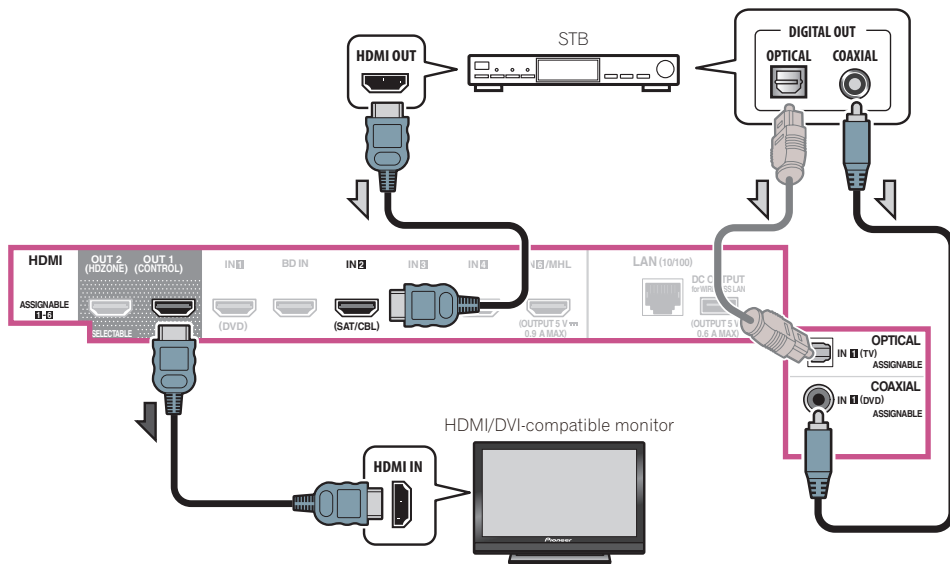 STB
HDMI OUT
DIGITAL OUT
OPTICAL
COAXIAL
HDMI
ASSIGNABLE
1-6
OUT 2
(HDZONE)
SELECTABLE
OUT 1
(CONTROL)
IN 1
(DVD)
BD IN
IN 2
(SAT/CBL)
IN 3
IN 4
/MHL
(OUTPUT 5 V
0.9 A MAX)
LAN (10/100)
DC OUTPUT
(OUTPUT 5 V
0.6 A MAX)
OPTICAL
IN 1 (TV)
ASSIGNABLE
COAXIAL
IN 1 (DVD)
ASSIGNABLE
HDMI/DVI-compatible monitor
HDMI IN
Pioneer